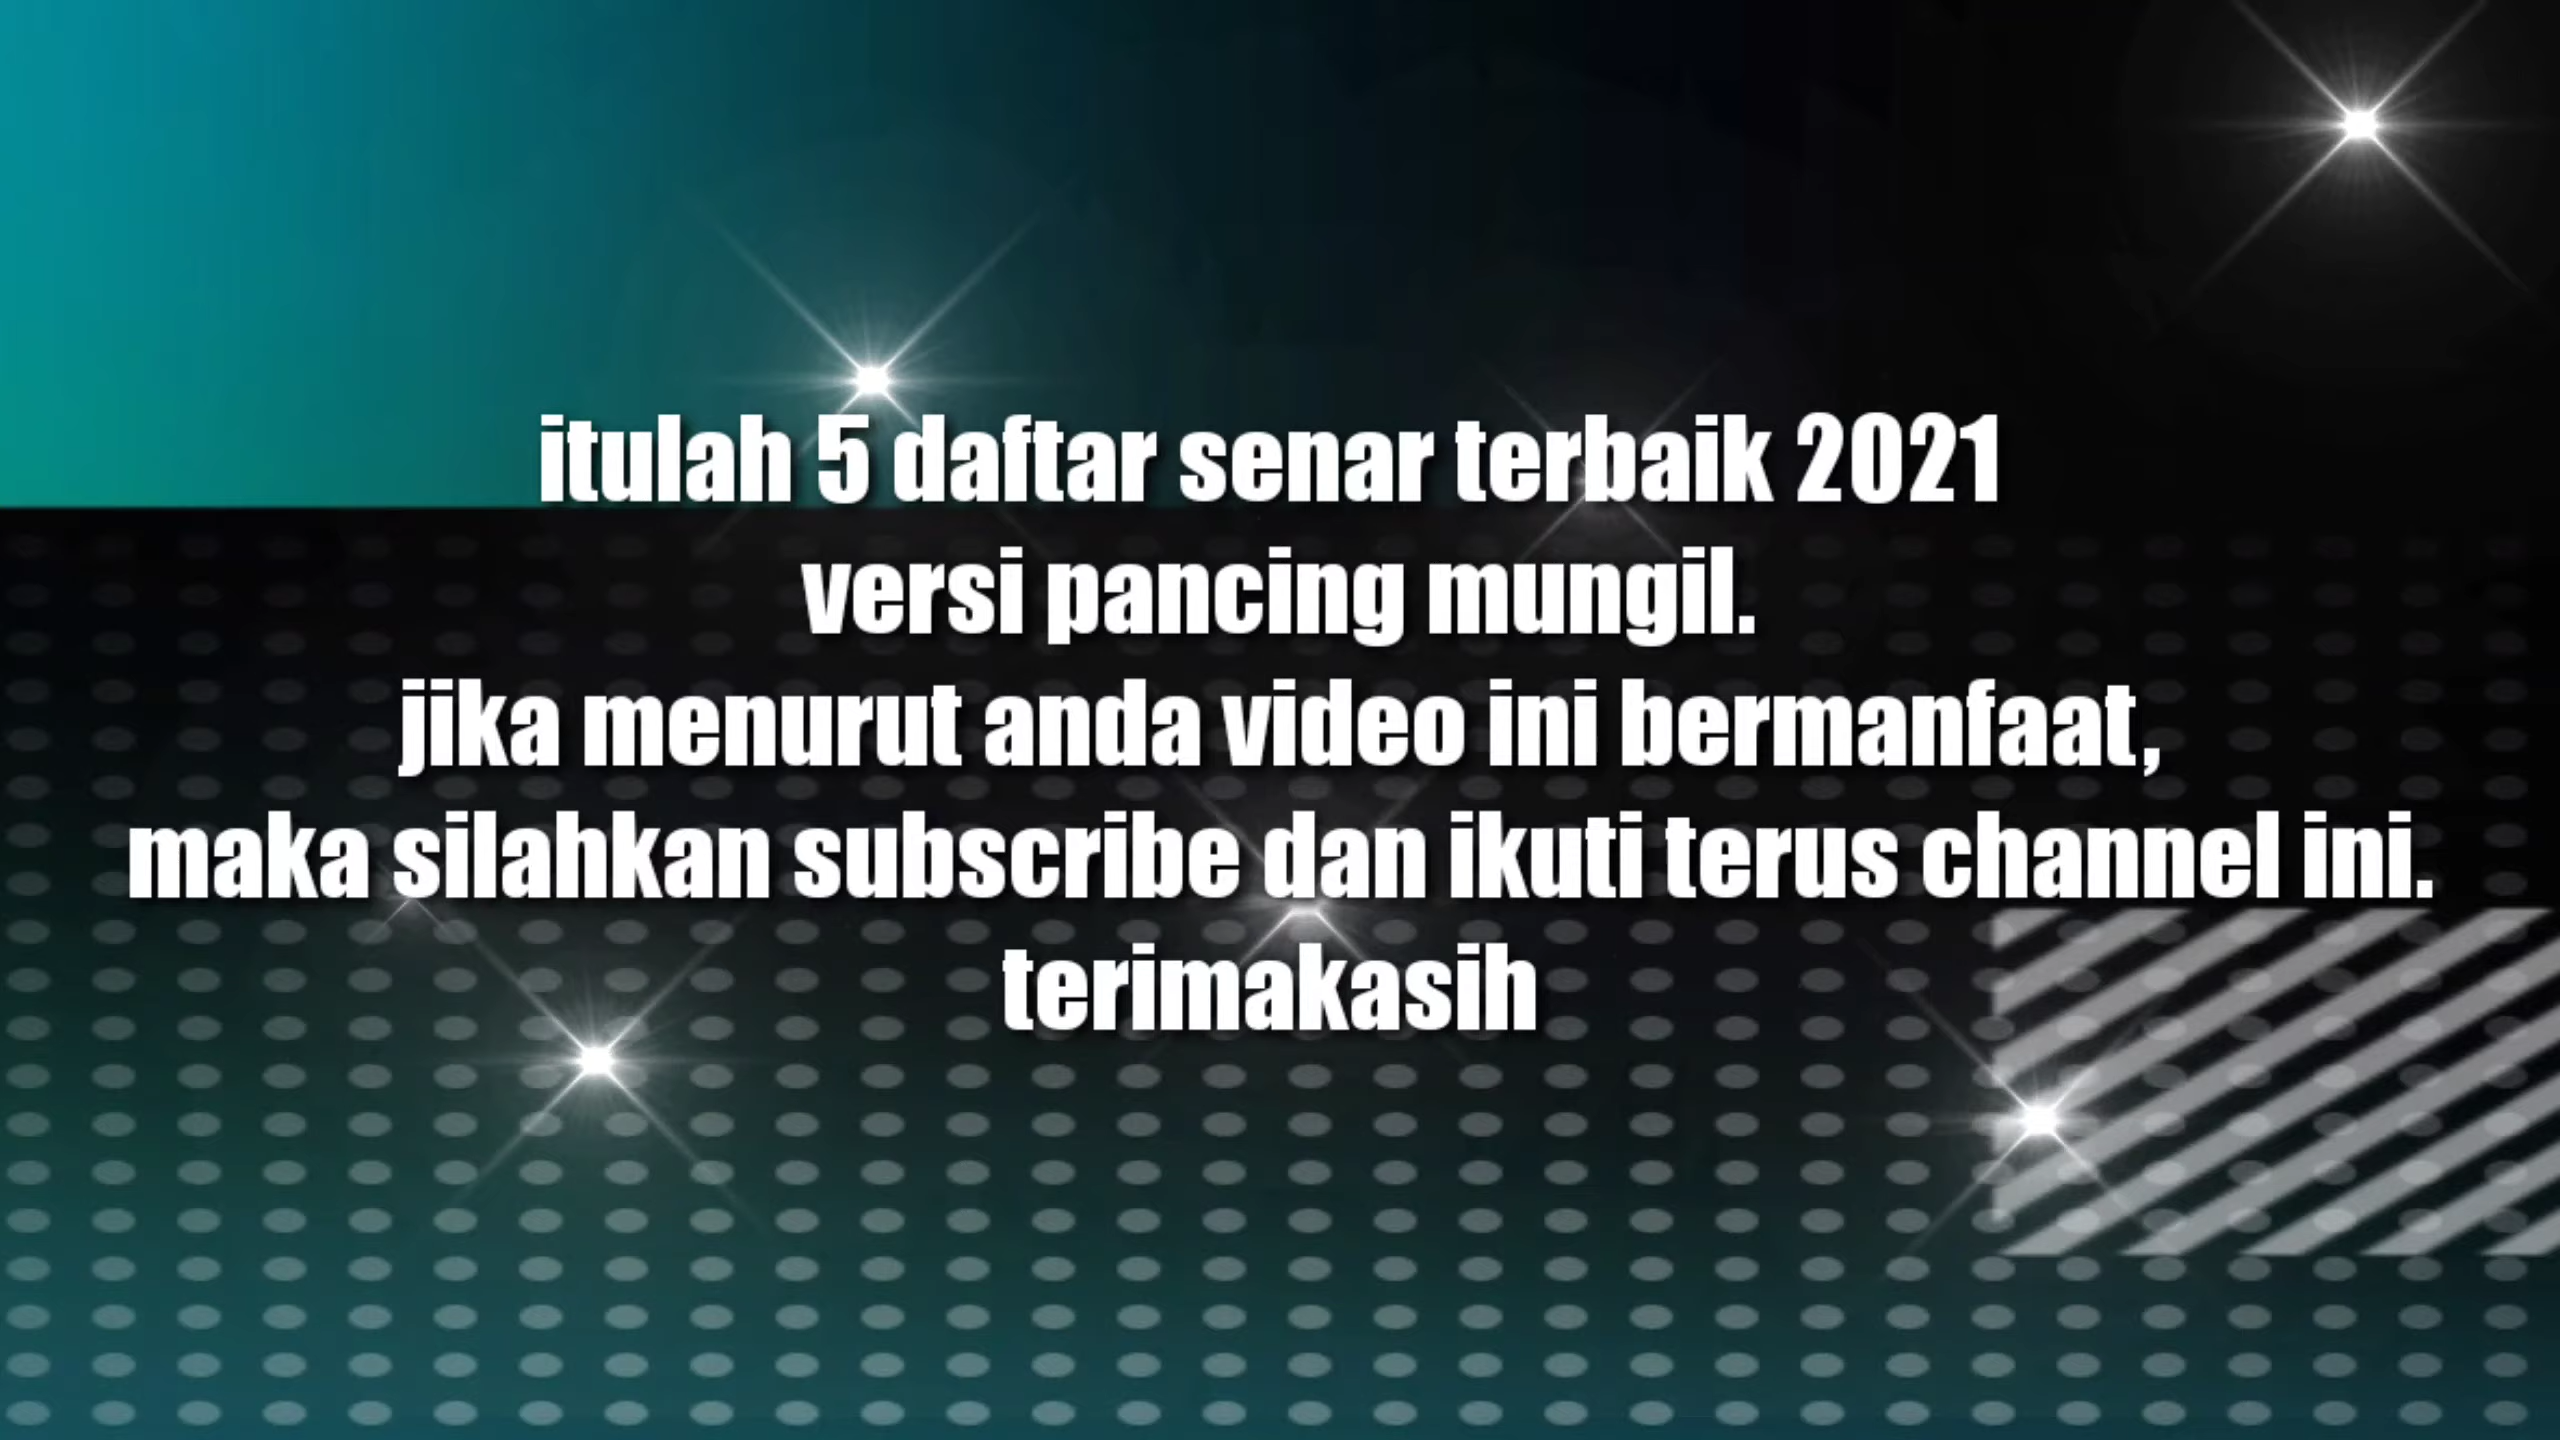 itulah 5 daftar senar terbaik 2021
versi pancing mungil.
jika menurut anda video ini bermanfaat,
maka silahkan subscribe dan ikuti terus channel ini.
terimakasih